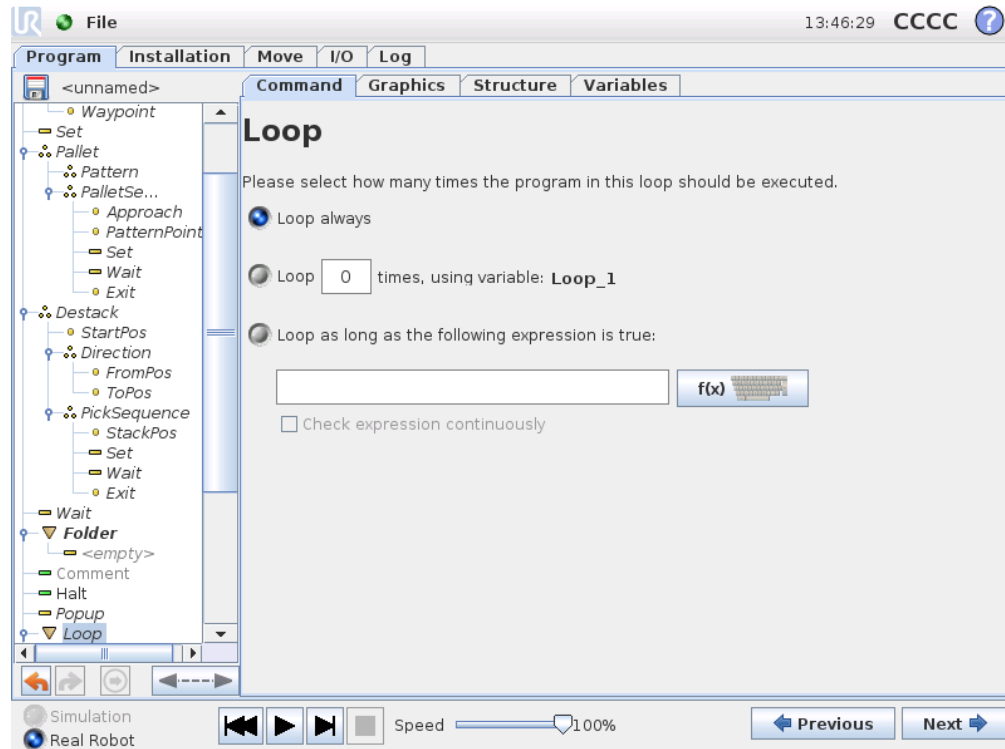 UR File 13:46:29 CCCC ?
Program Installation Move I/O Log
<unnamed>
Command Graphics Structure Variables
Waypoint
Set
Pallet
Pattern
PalletSe...
Approach
PatternPoint
Set
Wait
Exit
Destack
StartPos
Direction
FromPos
ToPos
PickSequence
StackPos
Set
Wait
Exit
Wait
Folder
<empty>
Comment
Halt
Popup
Loop
Loop
Please select how many times the program in this loop should be executed.
Loop always
Loop 0 times, using variable: Loop_1
Loop as long as the following expression is true:
f(x)
Check expression continuously
Simulation
Real Robot
Speed 100%
Previous Next